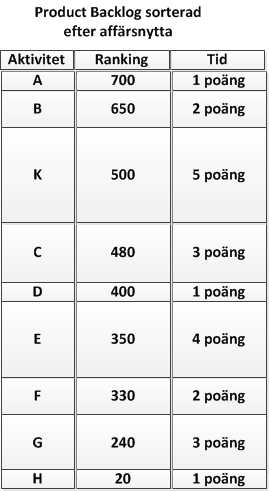 Product Backlog sorterad
efter affärsnytta
Aktivitet Ranking Tid
A 700 1 poäng
B 650 2 poäng
K 500 5 poäng
C 480 3 poäng
D 400 1 poäng
E 350 4 poäng
F 330 2 poäng
G 240 3 poäng
H 20 1 poäng